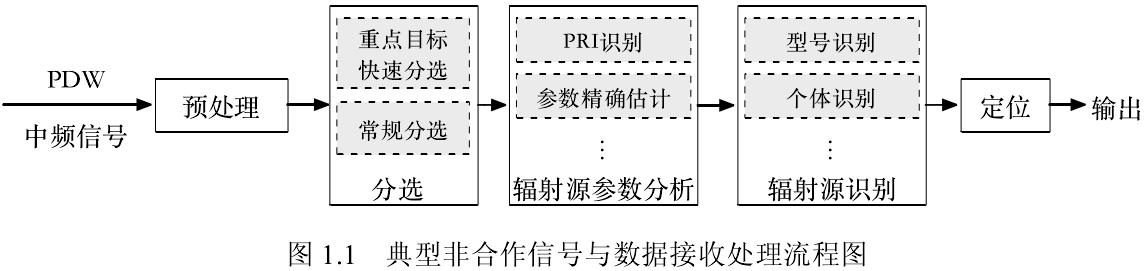 PDW
中频信号
预处理
重点目标
快速分选
常规分选
分选
PRI识别
参数精确估计
⋮
辐射源参数分析
型号识别
个体识别
⋮
辐射源识别
定位
输出
图 1.1 典型非合作信号与数据接收处理流程图